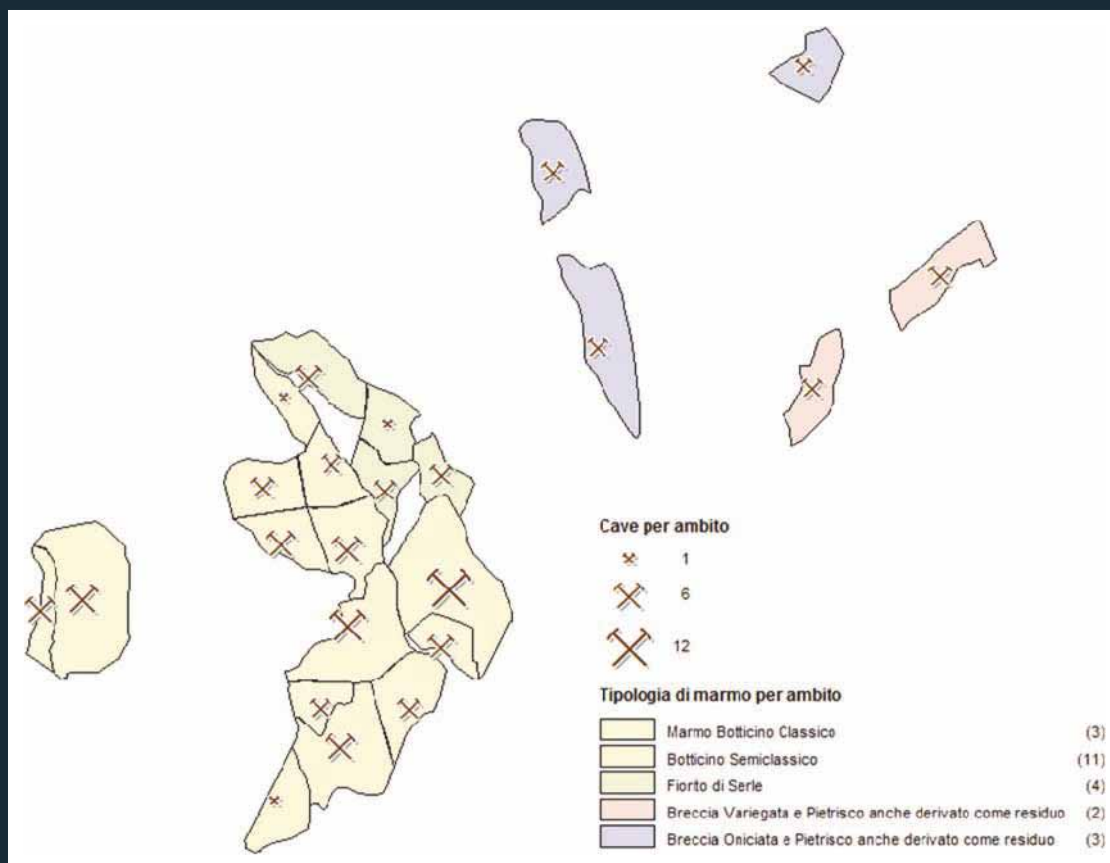 Cave per ambito
1
6
12
Tipologia di marmo per ambito
Marmo Botticino Classico (3)
Botticino Semiclassico (11)
Fiorto di Serle (4)
Breccia Variegata e Pietrisco anche derivato come residuo (2)
Breccia Oniciata e Pietrisco anche derivato come residuo (3)